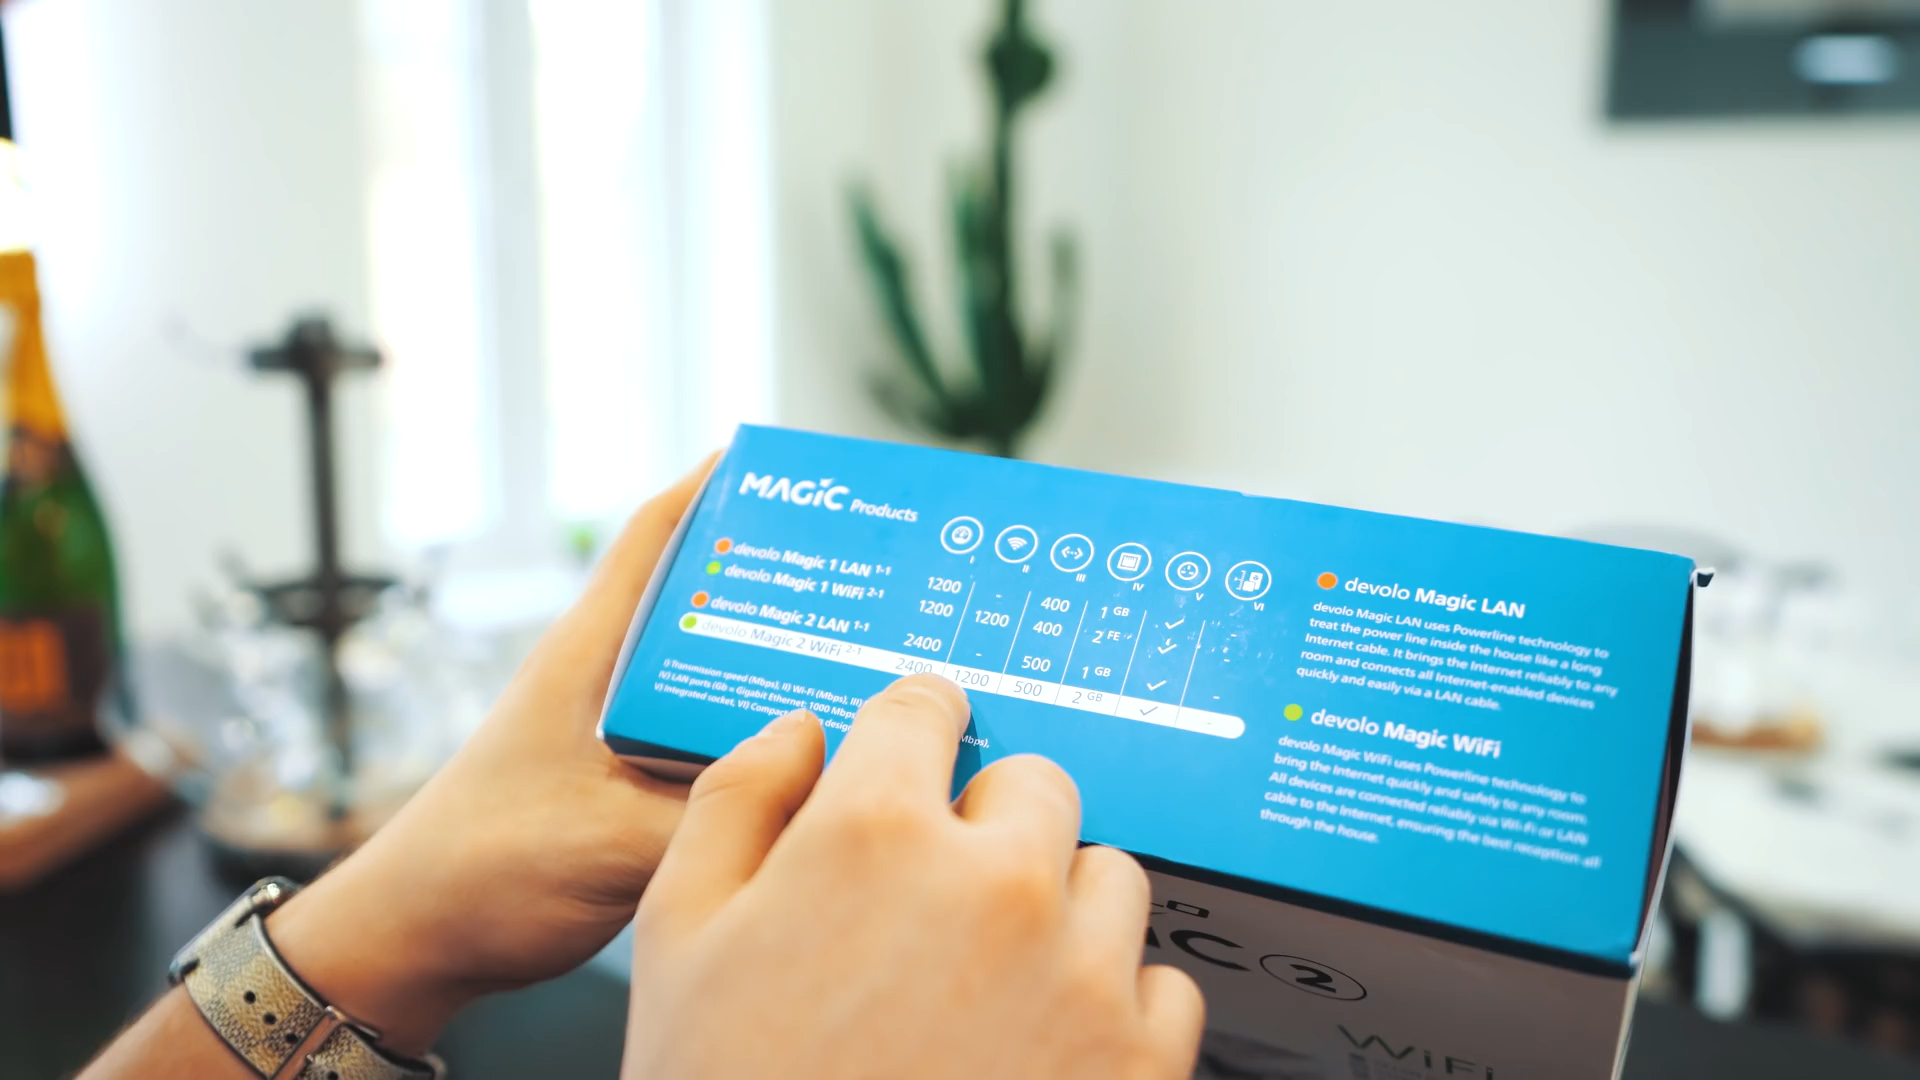 MAGiC Products
I II III IV V VI
devolo Magic 1 LAN 1-1 1200 - 400 1 GB ✓ -
devolo Magic 1 WiFi 2-1 1200 1200 400 2 FE ✓ -
devolo Magic 2 LAN 1-1 2400 - 500 1 GB ✓ -
devolo Magic 2 WiFi 2-1 2400 1200 500 2 GB ✓ -
I) Transmission speed (Mbps), II) Wi-Fi (Mbps), III)
IV) LAN ports (Gb = Gigabit Ethernet: 1000 Mbps
Mbps),
V) Integrated socket, VI) Compact design
devolo Magic LAN
devolo Magic LAN uses Powerline technology to
treat the power line inside the house like a long
Internet cable. It brings the Internet reliably to any
room and connects all Internet-enabled devices
quickly and easily via a LAN cable.
devolo Magic WiFi
devolo Magic WiFi uses Powerline technology to
bring the Internet quickly and safely to any room.
All devices are connected reliably via Wi-Fi or LAN
cable to the Internet, ensuring the best reception all
through the house.
iC 2
WiFi